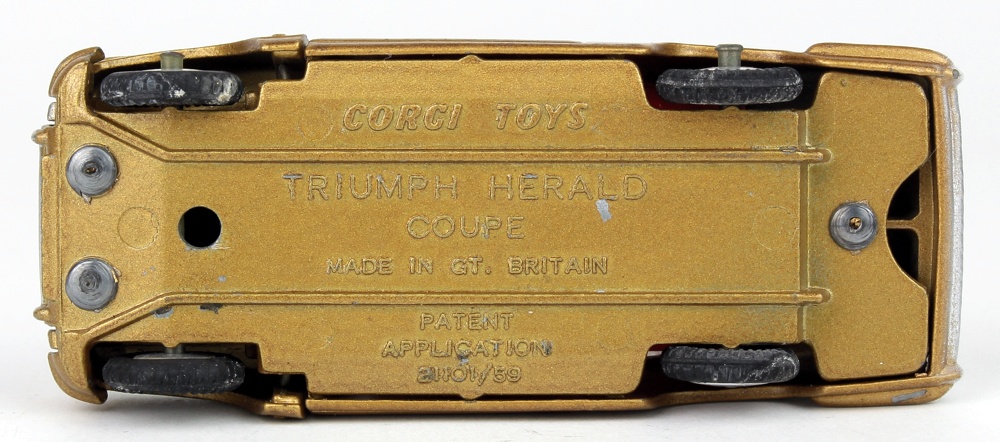 CORGI TOYS
TRIUMPH HERALD
COUPE
MADE IN GT. BRITAIN
PATENT
APPLICATION